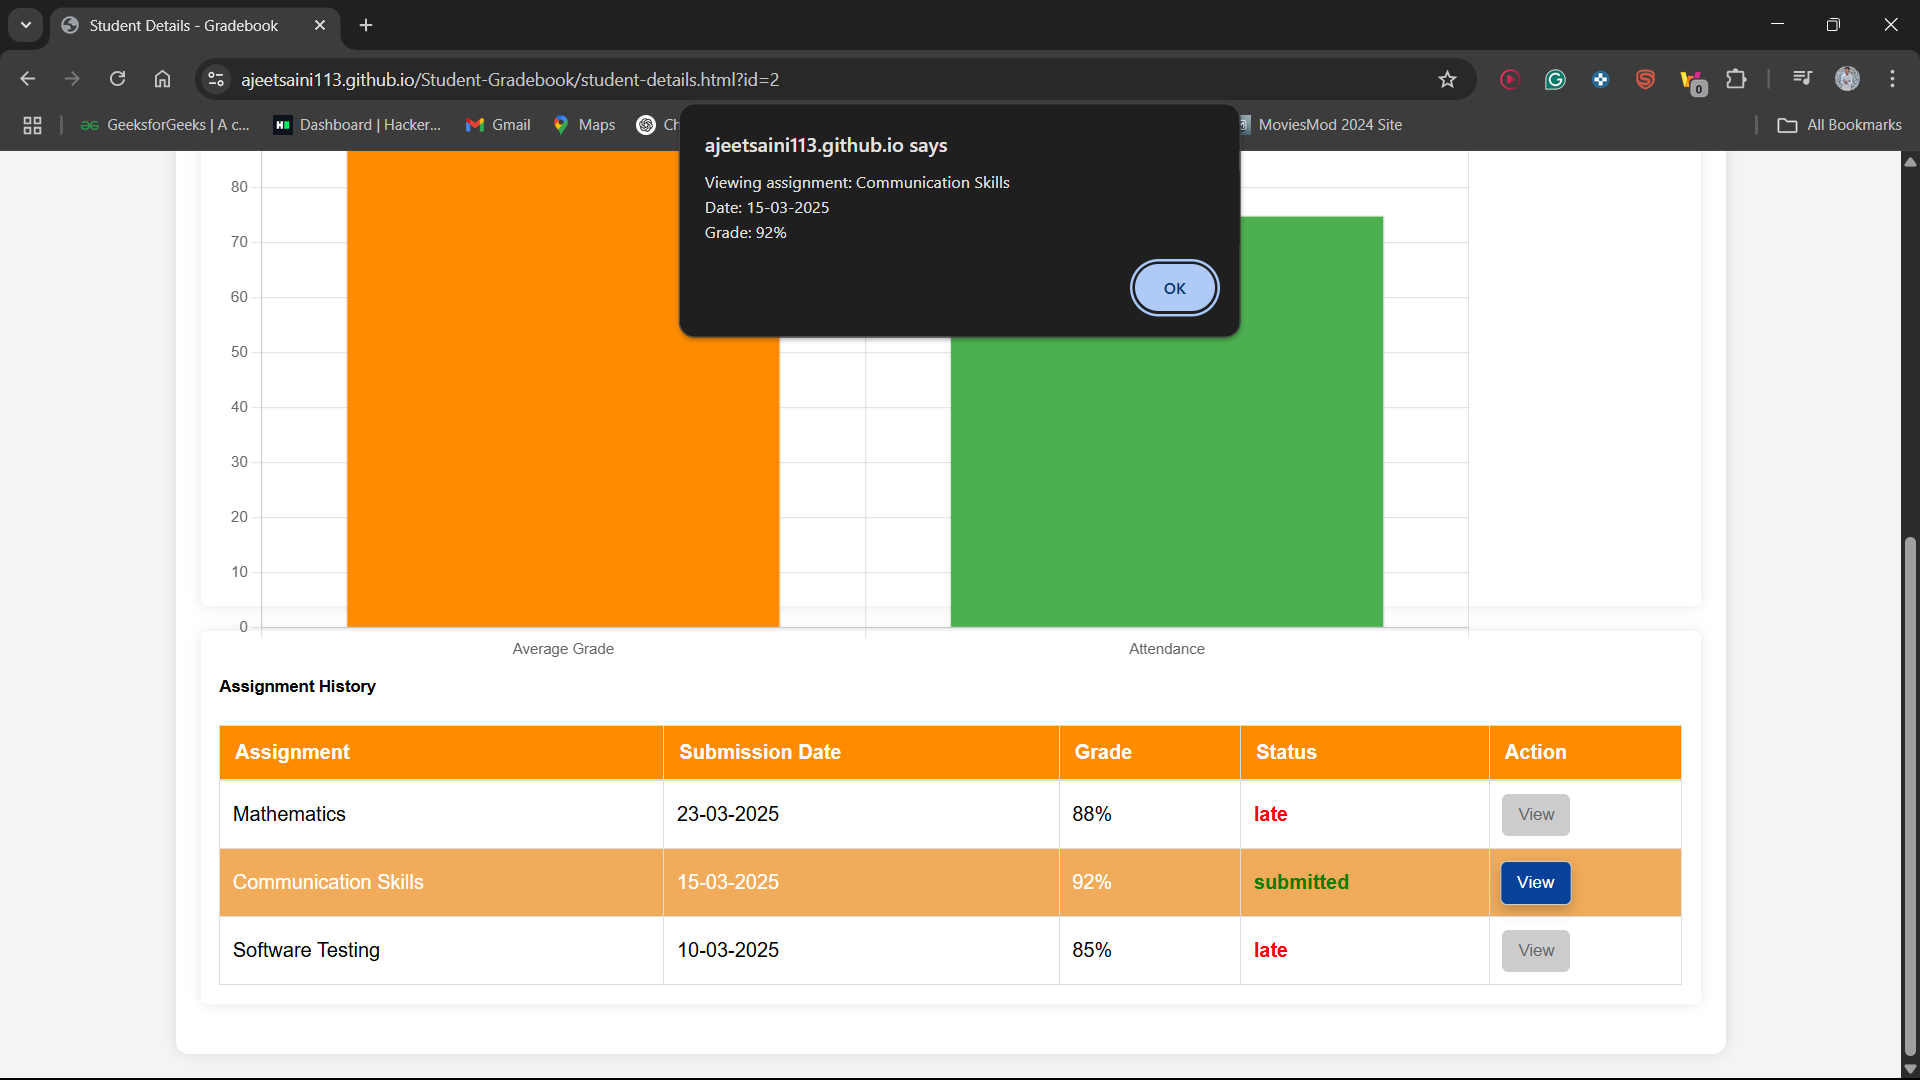 Student Details - Gradebook
ajeetsaini113.github.io/Student-Gradebook/student-details.html?id=2
0
GeeksforGeeks | A c...
Dashboard | Hacker...
Gmail
Maps
Ch
MoviesMod 2024 Site
All Bookmarks
ajeetsaini113.github.io says
Viewing assignment: Communication Skills
Date: 15-03-2025
Grade: 92%
OK
80
70
60
50
40
30
20
10
0
Average Grade
Attendance
Assignment History
Assignment Submission Date Grade Status Action
Mathematics 23-03-2025 88% late View
Communication Skills 15-03-2025 92% submitted View
Software Testing 10-03-2025 85% late View